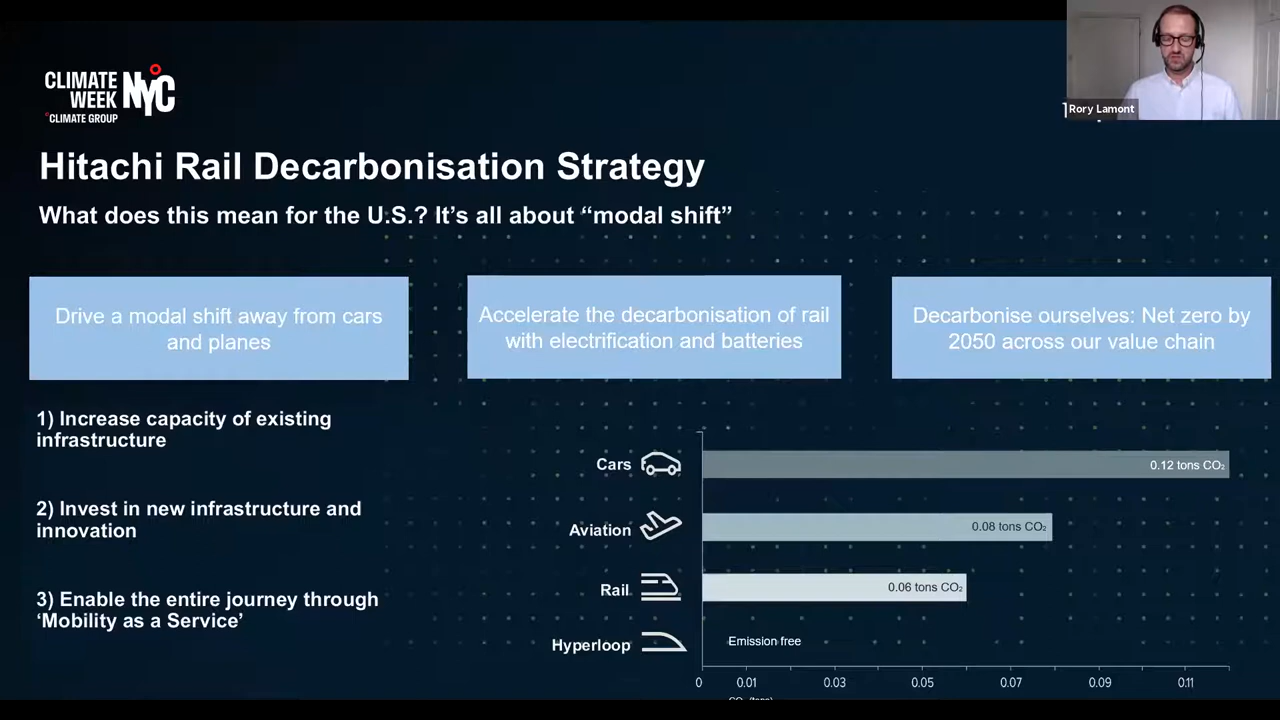 CLIMATE
WEEK
NYC
CLIMATE GROUP
Rory Lamont
Hitachi Rail Decarbonisation Strategy
What does this mean for the U.S.? It’s all about “modal shift”
Drive a modal shift away from cars
and planes
Accelerate the decarbonisation of rail
with electrification and batteries
Decarbonise ourselves: Net zero by
2050 across our value chain
1) Increase capacity of existing
infrastructure
2) Invest in new infrastructure and
innovation
3) Enable the entire journey through
‘Mobility as a Service’
Cars
0.12 tons CO₂
Aviation
0.08 tons CO₂
Rail
0.06 tons CO₂
Hyperloop
Emission free
0 0.01 0.03 0.05 0.07 0.09 0.11